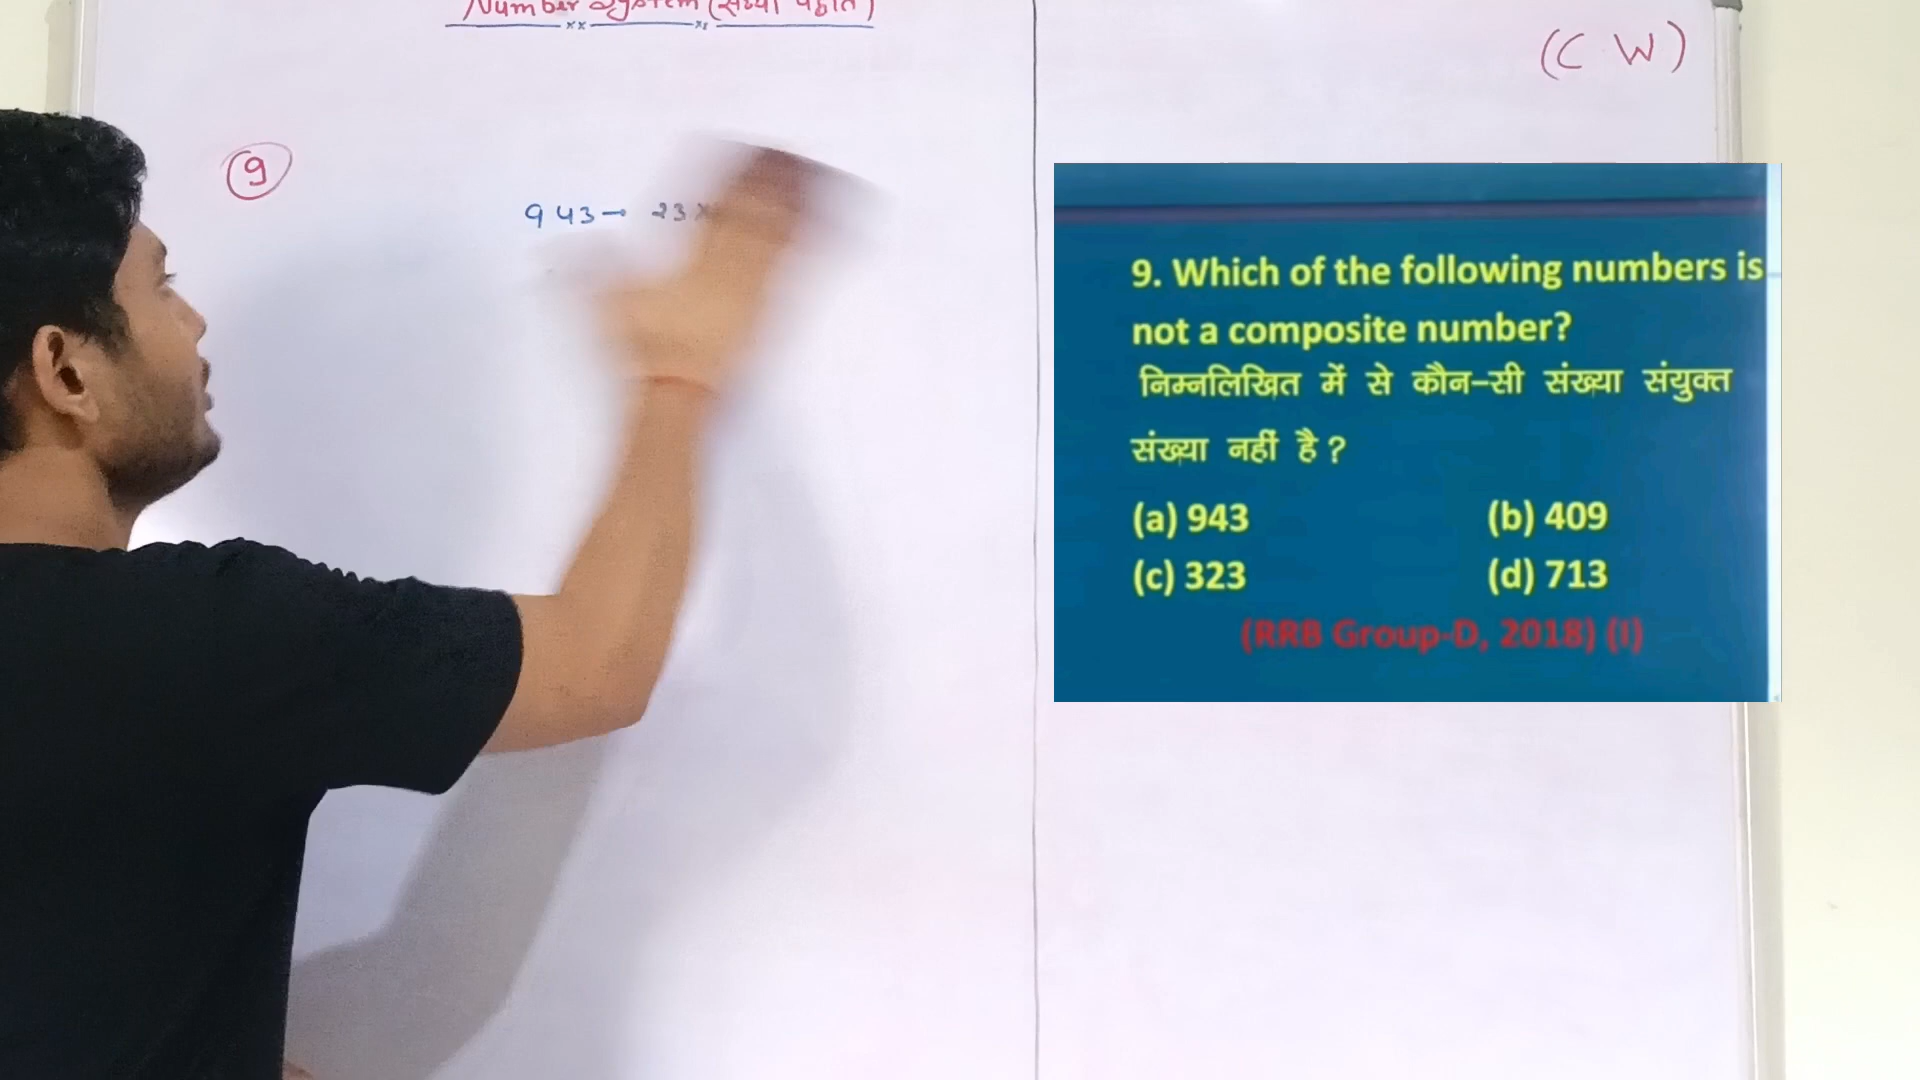 Number System (संख्या पद्धति)
(C W)
9
943→ 23×
9. Which of the following numbers is
not a composite number?
निम्नलिखित में से कौन-सी संख्या संयुक्त
संख्या नहीं है ?
(a) 943 (b) 409
(c) 323 (d) 713
(RRB Group-D, 2018) (I)